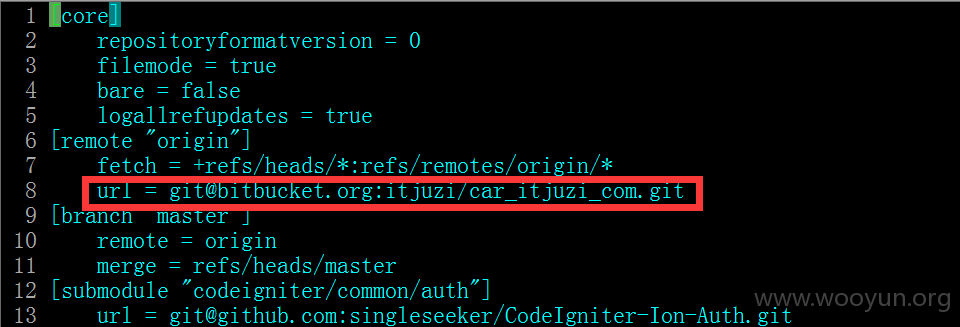 1 [core]
2 repositoryformatversion = 0
3 filemode = true
4 bare = false
5 logallrefupdates = true
6 [remote "origin"]
7 fetch = +refs/heads/*:refs/remotes/origin/*
8 url = git@bitbucket.org:itjuzi/car_itjuzi_com.git
9 [branch master ]
10 remote = origin
11 merge = refs/heads/master
12 [submodule "codeigniter/common/auth"]
13 url = git@github.com:singleseeker/CodeIgniter-Ion-Auth.git
www.wooyun.org